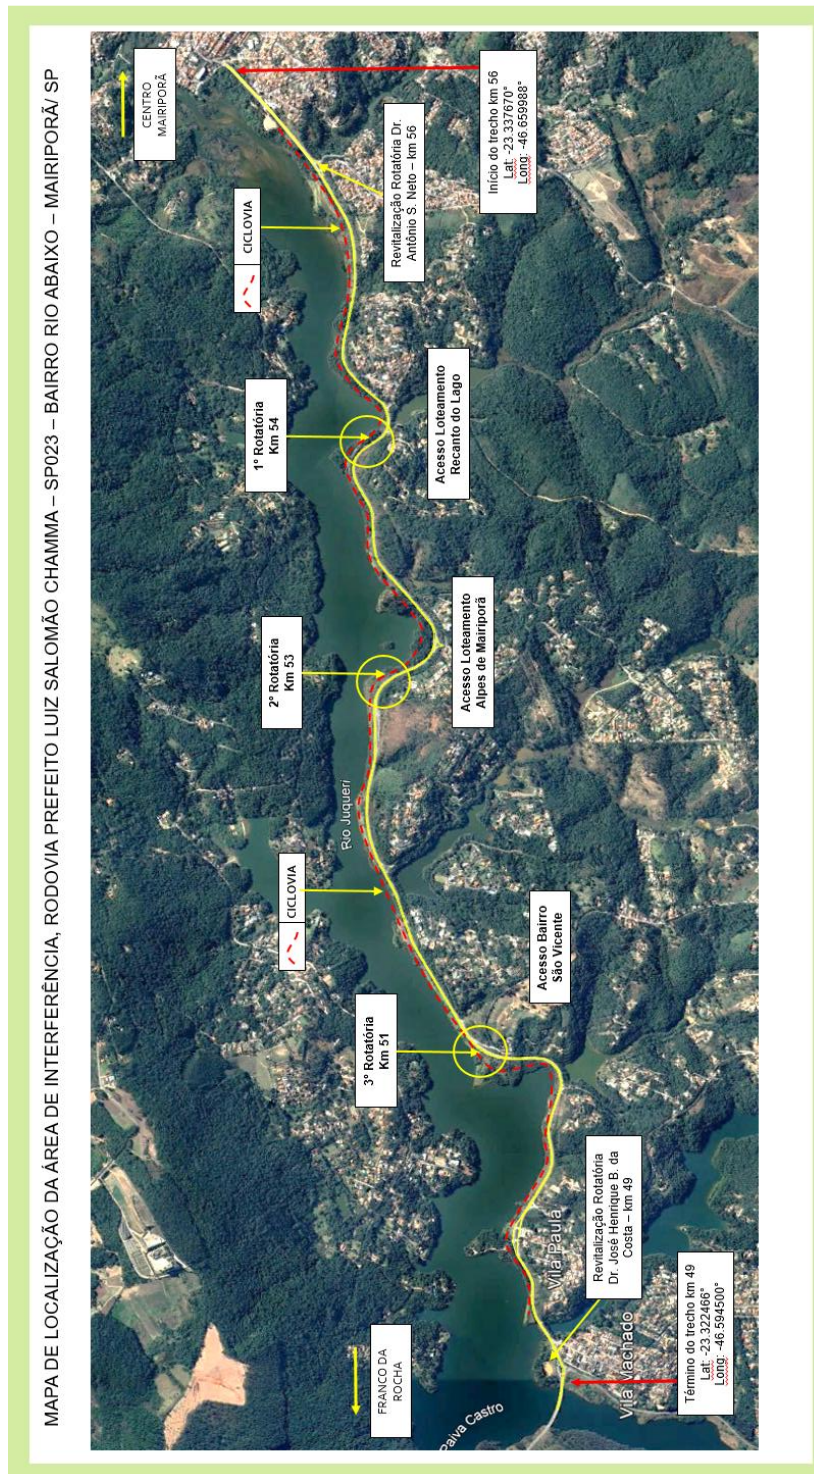 MAPA DE LOCALIZAÇÃO DA ÁREA DE INTERFERÊNCIA, RODOVIA PREFEITO LUIZ SALOMÃO CHAMMA – SP023 – BAIRRO RIO ABAIXO – MAIRIPORÃ/ SP
FRANCO DA
ROCHA
3º Rotatória
Km 51
CICLOVIA
2º Rotatória
Km 53
1º Rotatória
Km 54
CICLOVIA
CENTRO
MAIRIPORÃ
Rio Juqueri
Paiva Castro
Vila Paula
Vila Machado
Término do trecho km 49
Lat: -23.322466°
Long: -46.594500°
Revitalização Rotatória
Dr. José Henrique B. da
Costa – km 49
Acesso Bairro
São Vicente
Acesso Loteamento
Alpes de Mairiporã
Acesso Loteamento
Recanto do Lago
Revitalização Rotatória Dr.
Antônio S. Neto – km 56
Início do trecho km 56
Lat: -23.337670°
Long: -46.659988°